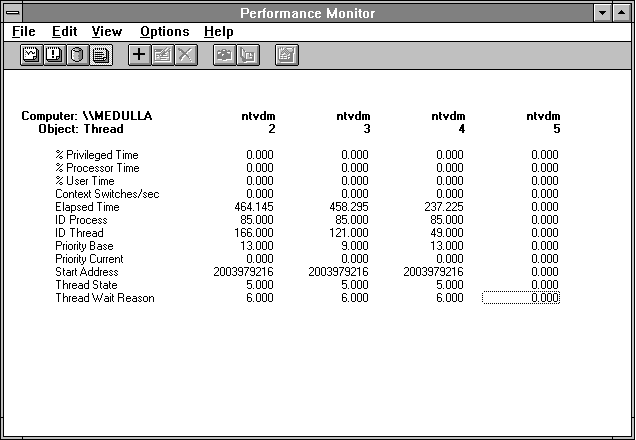 Performance Monitor
File Edit View Options Help
Computer: \\MEDULLA ntvdm ntvdm ntvdm ntvdm
Object: Thread 2 3 4 5
% Privileged Time 0.000 0.000 0.000 0.000
% Processor Time 0.000 0.000 0.000 0.000
% User Time 0.000 0.000 0.000 0.000
Context Switches/sec 0.000 0.000 0.000 0.000
Elapsed Time 464.145 458.295 237.225 0.000
ID Process 85.000 85.000 85.000 0.000
ID Thread 166.000 121.000 49.000 0.000
Priority Base 13.000 9.000 13.000 0.000
Priority Current 0.000 0.000 0.000 0.000
Start Address 2003979216 2003979216 2003979216 0.000
Thread State 5.000 5.000 5.000 0.000
Thread Wait Reason 6.000 6.000 6.000 0.000